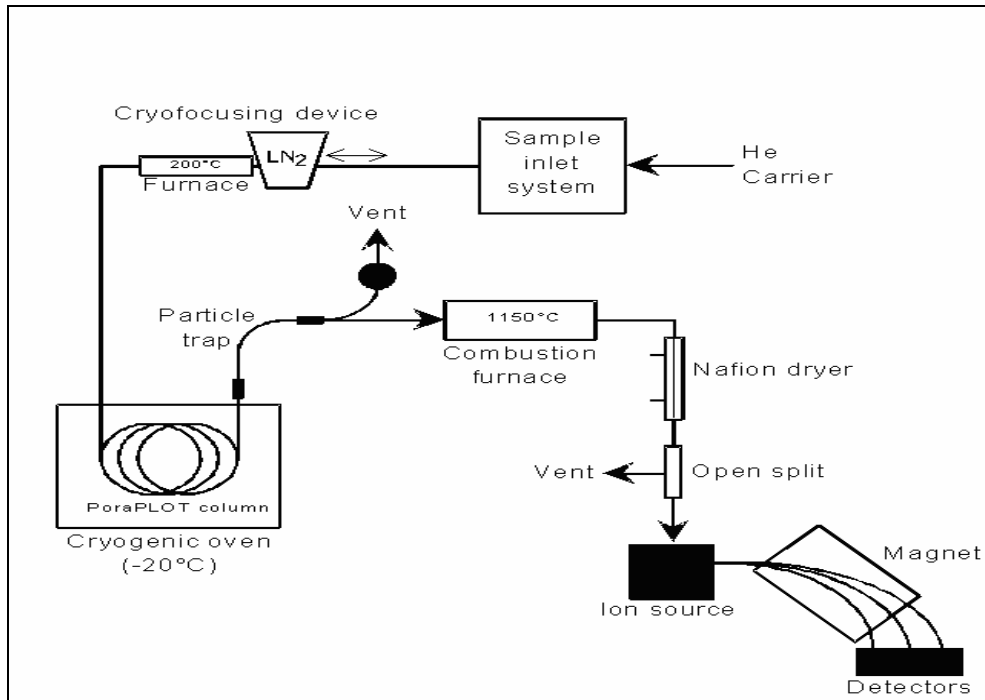 Cryofocusing device
LN2
200°C
Furnace
Sample
inlet
system
He
Carrier
Vent
Particle
trap
1150°C
Combustion
furnace
Nafion dryer
Vent
Open split
PoraPLOT column
Cryogenic oven
(-20°C)
Ion source
Magnet
Detectors